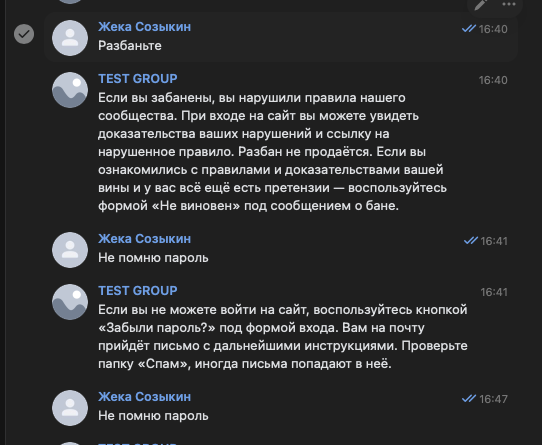 Жека Созыкин
16:40
Разбаньте
TEST GROUP
16:40
Если вы забанены, вы нарушили правила нашего
сообщества. При входе на сайт вы можете увидеть
доказательства ваших нарушений и ссылку на
нарушенное правило. Разбан не продаётся. Если вы
ознакомились с правилами и доказательствами вашей
вины и у вас всё ещё есть претензии — воспользуйтесь
формой «Не виновен» под сообщением о бане.
Жека Созыкин
16:41
Не помню пароль
TEST GROUP
16:41
Если вы не можете войти на сайт, воспользуйтесь кнопкой
«Забыли пароль?» под формой входа. Вам на почту
прийдёт письмо с дальнейшими инструкциями. Проверьте
папку «Спам», иногда письма попадают в неё.
Жека Созыкин
16:47
Не помню пароль
TEST GROUP